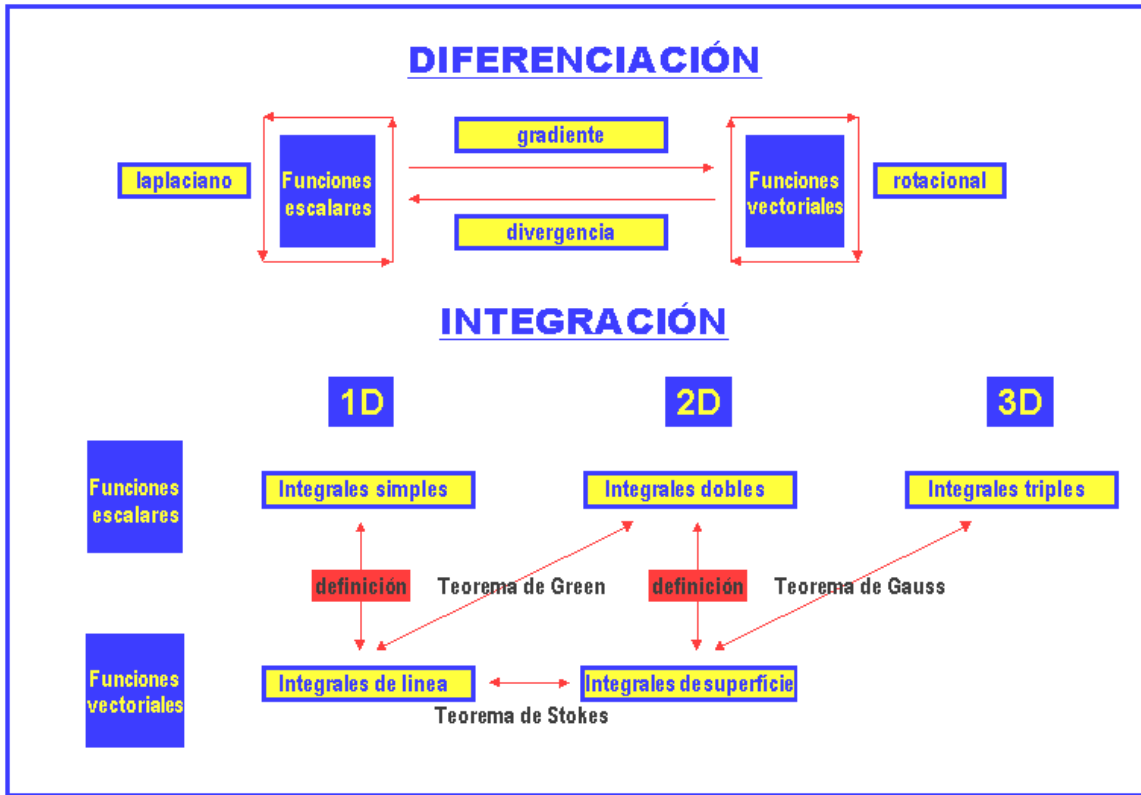 DIFERENCIACIÓN
gradiente
laplaciano
Funciones
escalares
Funciones
vectoriales
rotacional
divergencia
INTEGRACIÓN
1D
2D
3D
Funciones
escalares
Integrales simples
Integrales dobles
Integrales triples
definición
Teorema de Green
definición
Teorema de Gauss
Funciones
vectoriales
Integrales de linea
Integrales de superfície
Teorema de Stokes